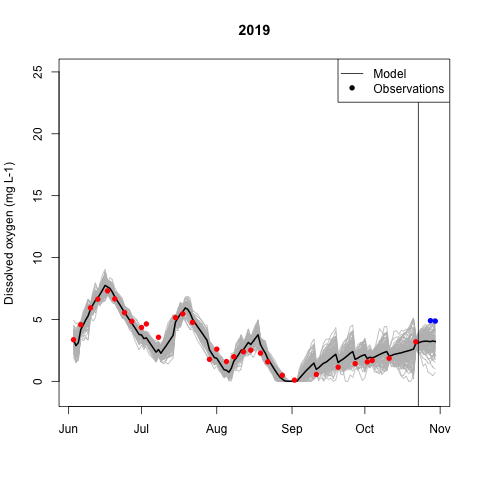 2019
Model
Observations
Dissolved oxygen (mg L-1)
25
20
15
10
5
0
Jun Jul Aug Sep Oct Nov